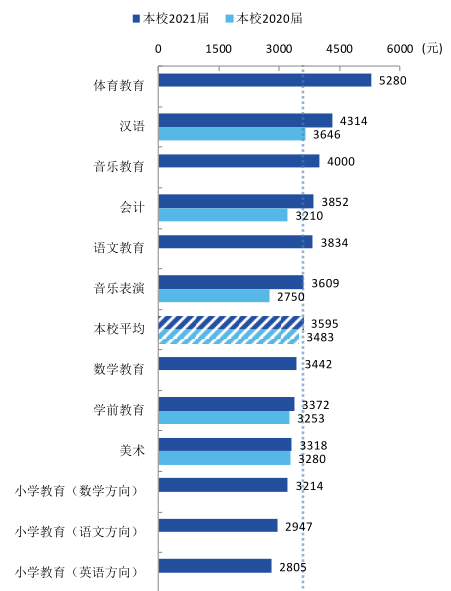 本校2021届 本校2020届
0 1500 3000 4500 6000 (元)
体育教育 5280
汉语 4314
3646
音乐教育 4000
会计 3852
3210
语文教育 3834
音乐表演 3609
2750
本校平均 3595
3483
数学教育 3442
学前教育 3372
3253
美术 3318
3280
小学教育（数学方向） 3214
小学教育（语文方向） 2947
小学教育（英语方向） 2805